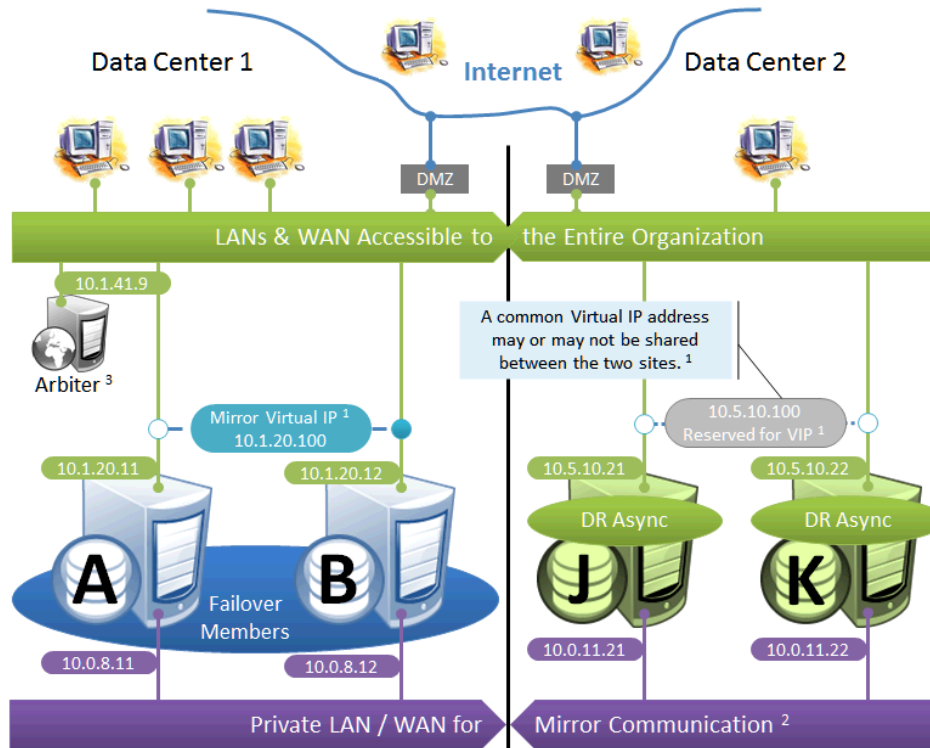 Data Center 1
Internet
Data Center 2
DMZ
DMZ
LANs & WAN Accessible to the Entire Organization
10.1.41.9
Arbiter 3
A common Virtual IP address
may or may not be shared
between the two sites. 1
Mirror Virtual IP 1
10.1.20.100
10.5.10.100
Reserved for VIP 1
10.1.20.11
10.1.20.12
10.5.10.21
10.5.10.22
DR Async
DR Async
A
B
J
K
Failover
Members
10.0.8.11
10.0.8.12
10.0.11.21
10.0.11.22
Private LAN / WAN for Mirror Communication 2